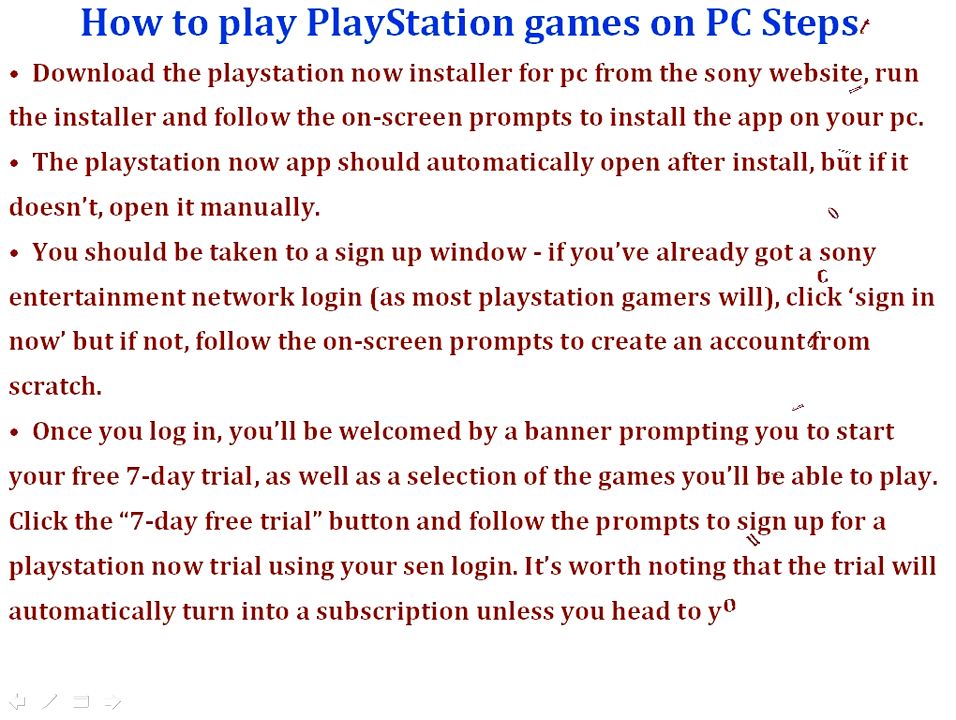 How to play PlayStation games on PC Steps
• Download the playstation now installer for pc from the sony website, run
the installer and follow the on-screen prompts to install the app on your pc.
• The playstation now app should automatically open after install, but if it
doesn’t, open it manually.
• You should be taken to a sign up window - if you’ve already got a sony
entertainment network login (as most playstation gamers will), click ‘sign in
now’ but if not, follow the on-screen prompts to create an account from
scratch.
• Once you log in, you’ll be welcomed by a banner prompting you to start
your free 7-day trial, as well as a selection of the games you’ll be able to play.
Click the “7-day free trial” button and follow the prompts to sign up for a
playstation now trial using your sen login. It’s worth noting that the trial will
automatically turn into a subscription unless you head to yo